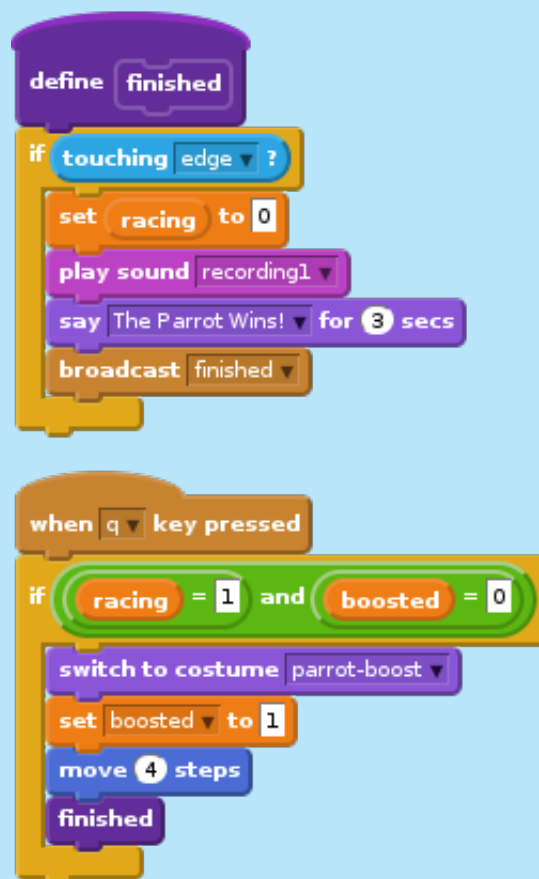 define finished
if touching edge ?
set racing to 0
play sound recording1
say The Parrot Wins! for 3 secs
broadcast finished
when q key pressed
if racing = 1 and boosted = 0
switch to costume parrot-boost
set boosted to 1
move 4 steps
finished